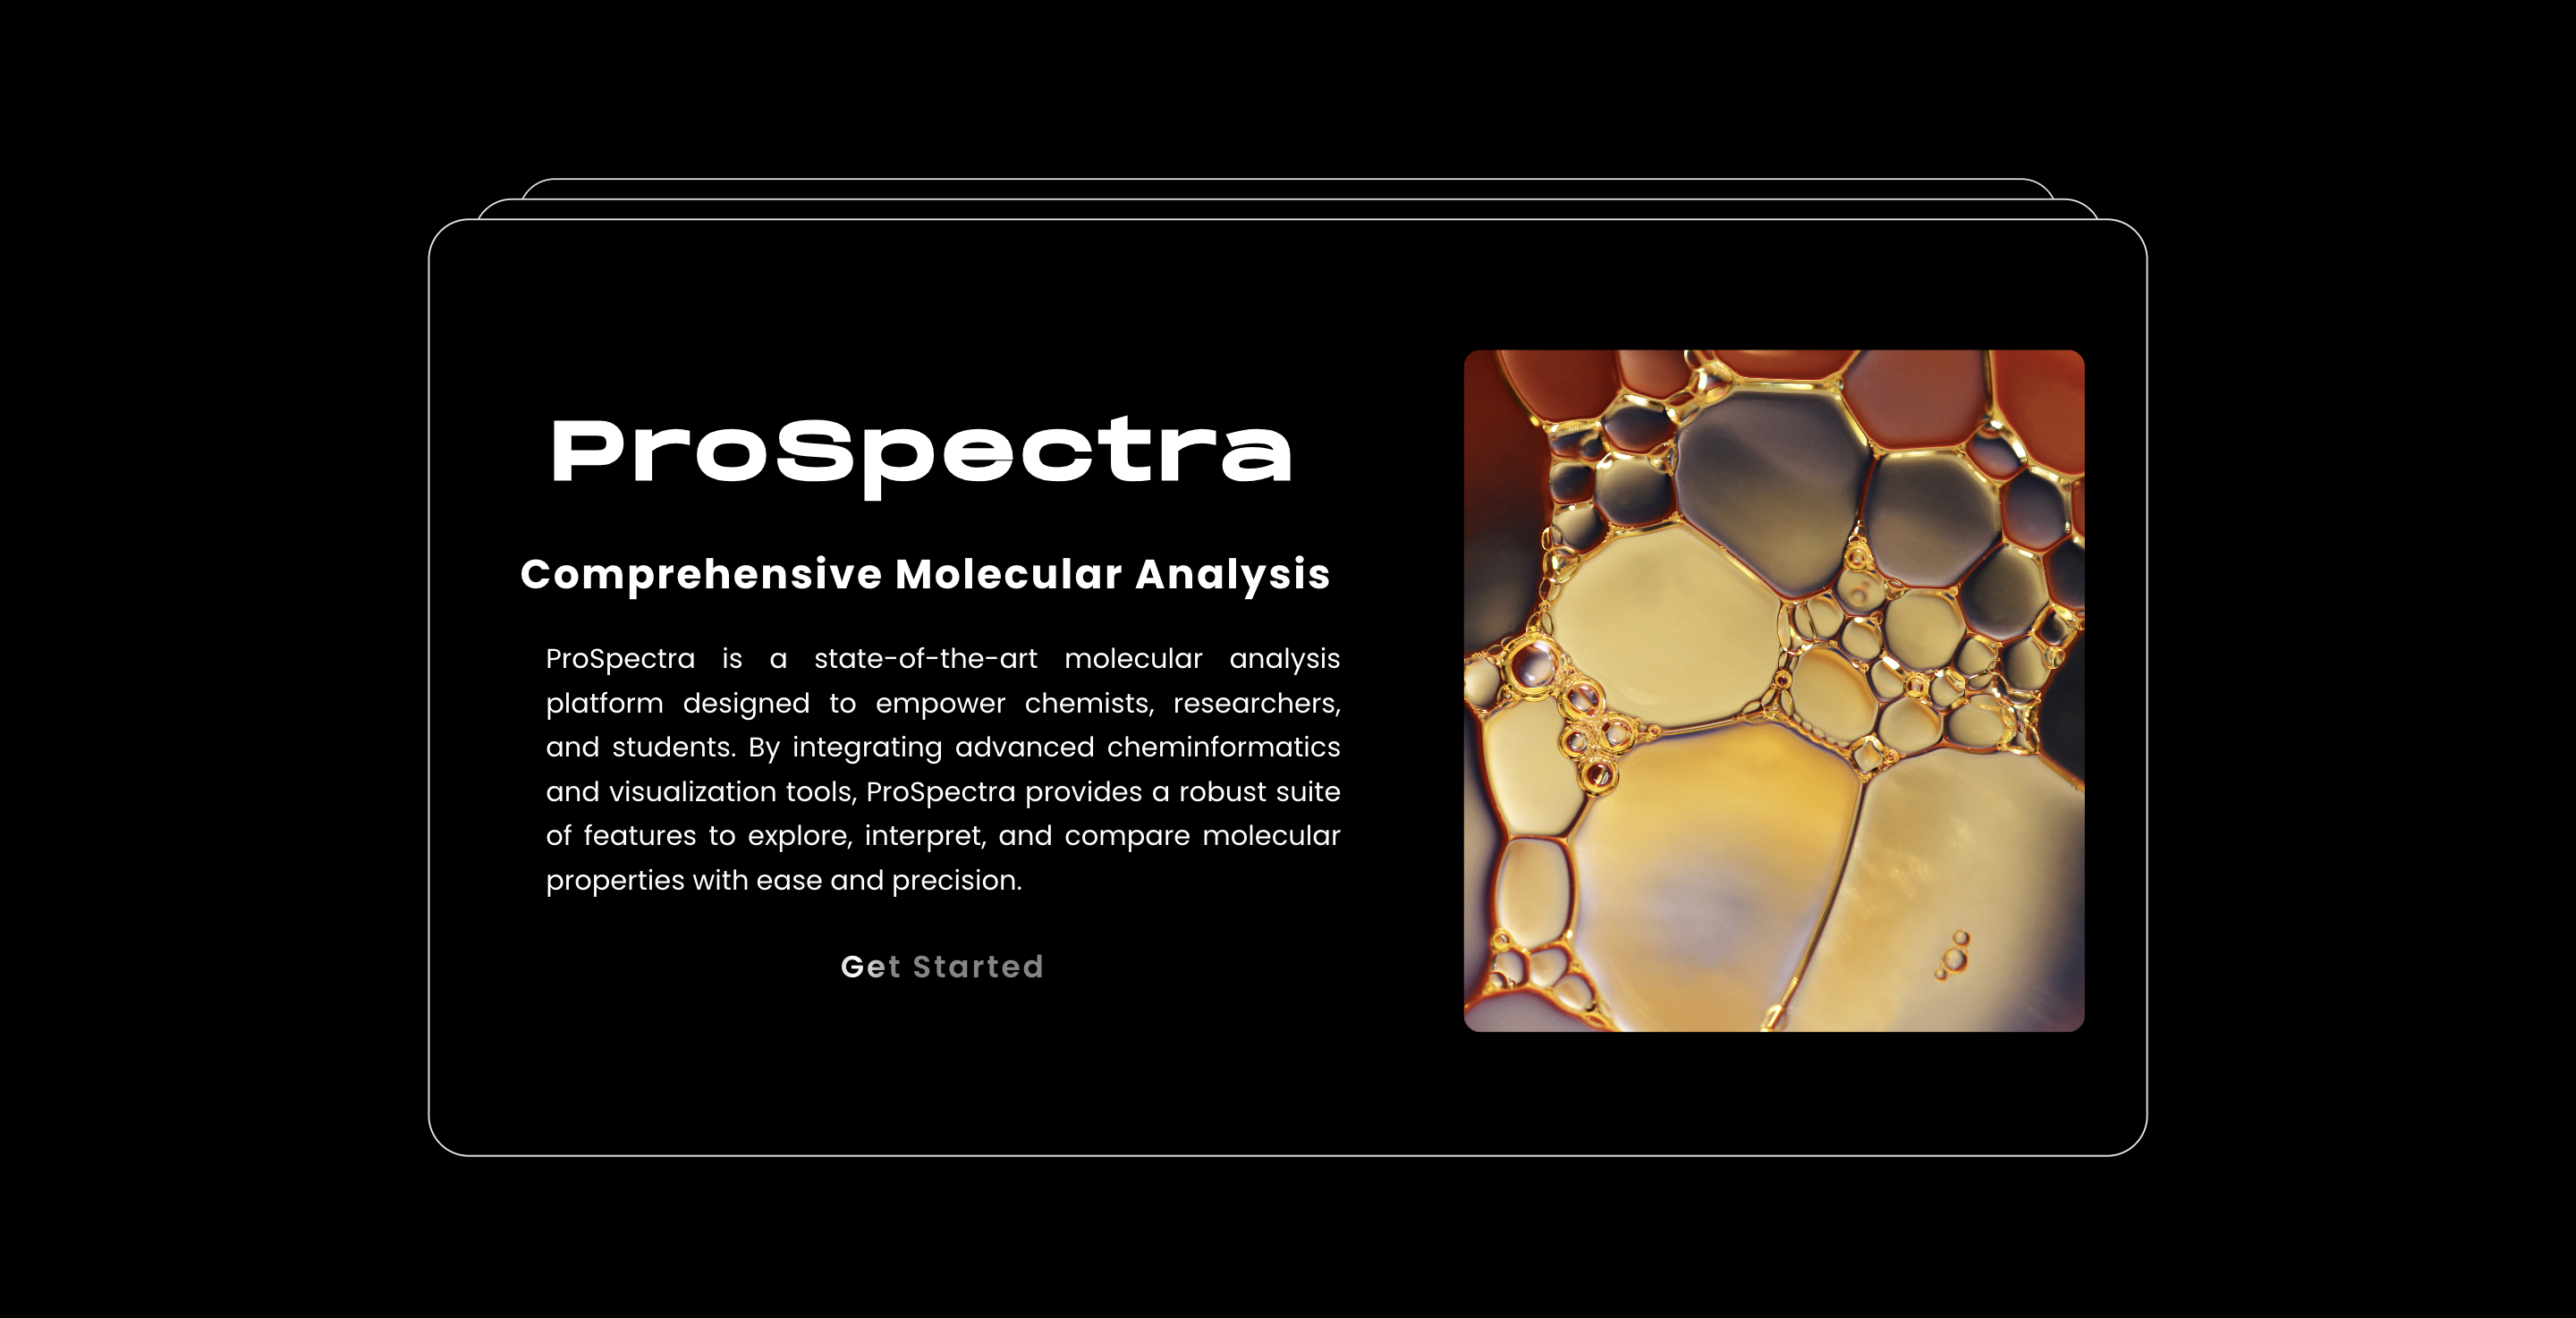 ProSpectra
Comprehensive Molecular Analysis
ProSpectra is a state-of-the-art molecular analysis
platform designed to empower chemists, researchers,
and students. By integrating advanced cheminformatics
and visualization tools, ProSpectra provides a robust suite
of features to explore, interpret, and compare molecular
properties with ease and precision.
Get Started